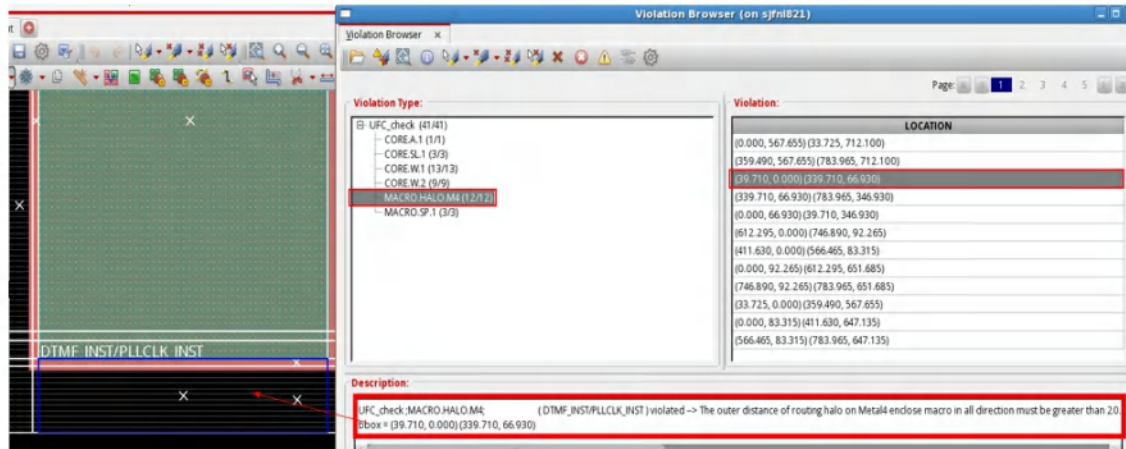 Violation Browser (on sjfnl821)
Violation Browser ×
Page: 1 2 3 4 5
Violation Type:
UFC_check (41/41)
CORE.A.1 (1/1)
CORE.SL.1 (3/3)
CORE.W.1 (13/13)
CORE.W.2 (9/9)
MACRO.HALO.M4 (12/12)
MACRO.SP.1 (3/3)
Violation:
LOCATION
(0.000, 567.655) (33.725, 712.100)
(359.490, 567.655) (783.965, 712.100)
(39.710, 0.000) (339.710, 66.930)
(339.710, 66.930) (783.965, 346.930)
(0.000, 66.930) (39.710, 346.930)
(612.295, 0.000) (746.890, 92.265)
(411.630, 0.000) (566.465, 83.315)
(0.000, 92.265) (612.295, 651.685)
(746.890, 92.265) (783.965, 651.685)
(33.725, 0.000) (359.490, 567.655)
(0.000, 83.315) (411.630, 647.135)
(566.465, 83.315) (783.965, 647.135)
DTMF_INST/PLLCLK_INST
Description:
UFC_check ;MACRO.HALO.M4; ( DTMF_INST/PLLCLK_INST ) violated --> The outer distance of routing halo on Metal4 enclose macro in all direction must be greater than 20.
bbox = (39.710, 0.000) (339.710, 66.930)